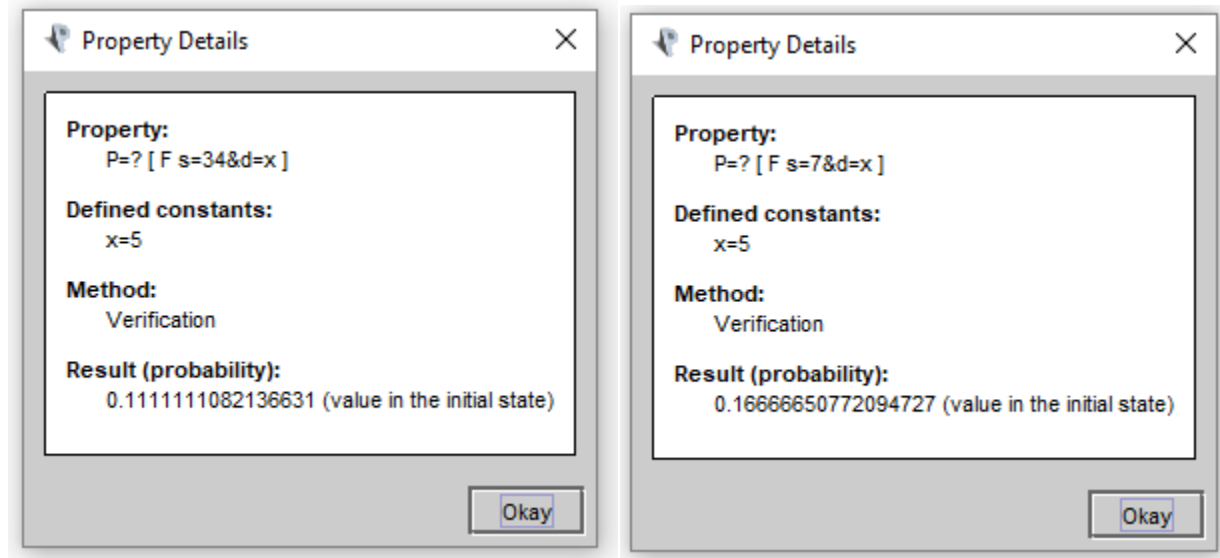 Property Details
Property:
P=? [ F s=34&d=x ]
Defined constants:
x=5
Method:
Verification
Result (probability):
0.1111111082136631 (value in the initial state)
Okay
Property Details
Property:
P=? [ F s=7&d=x ]
Defined constants:
x=5
Method:
Verification
Result (probability):
0.16666650772094727 (value in the initial state)
Okay